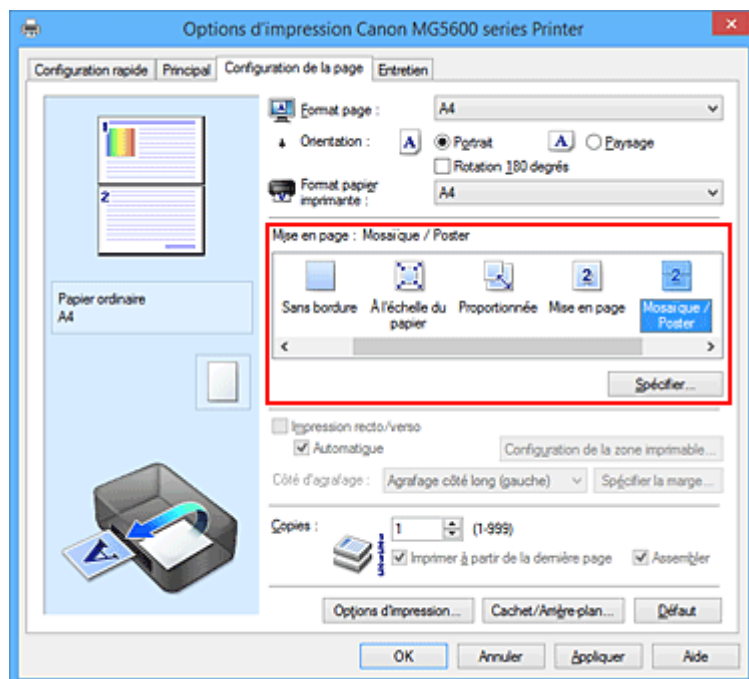 Options d'impression Canon MG5600 series Printer
Configuration rapide Principal Configuration de la page Entretien
Format page : A4
Orientation : A Portrait A Paysage
Rotation 180 degrés
Format papier
imprimante : A4
Mise en page : Mosaïque / Poster
Sans bordure À l'échelle du papier Proportionnée 2 Mise en page 2 Mosaïque / Poster
Spécifier...
1
2
Papier ordinaire
A4
A
Impression recto/verso
Automatique
Configuration de la zone imprimable...
Côté d'agrafage : Agrafage côté long (gauche) Spécifier la marge...
Copies : 1 (1-999)
Imprimer à partir de la dernière page Assembler
Options d'impression... Cachet/Arrière-plan... Défaut
OK Annuler Appliquer Aide